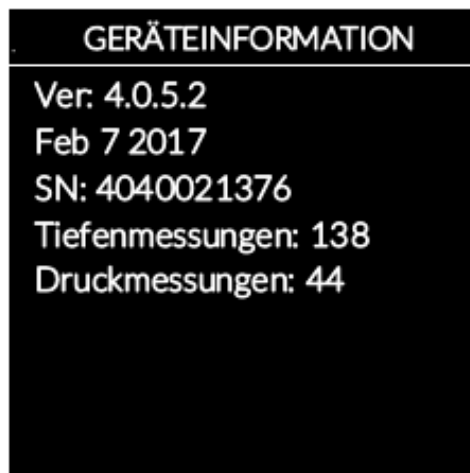 GERÄTEINFORMATION
Ver: 4.0.5.2
Feb 7 2017
SN: 4040021376
Tiefenmessungen: 138
Druckmessungen: 44